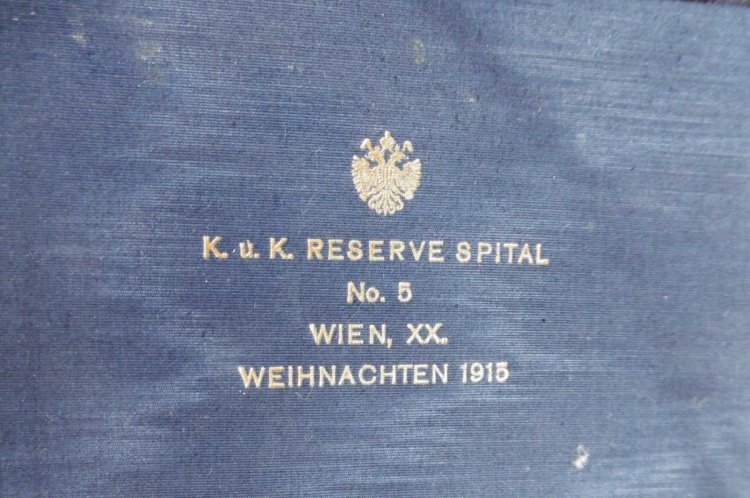 K. u. K. RESERVE SPITAL
No. 5
WIEN, XX.
WEIHNACHTEN 1915